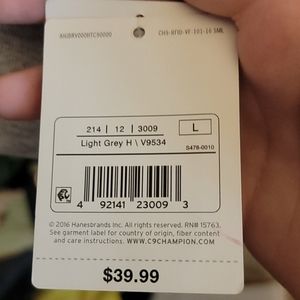 214 | 12 | 3009
L
Light Grey H \ V9534
S478-0010
4 92141 23009 3
© 2016 Hanesbrands Inc. All rights reserved. RN# 15763.
See garment label for country of origin, fiber content
and care instructions. WWW.C9CHAMPION.COM
$39.99